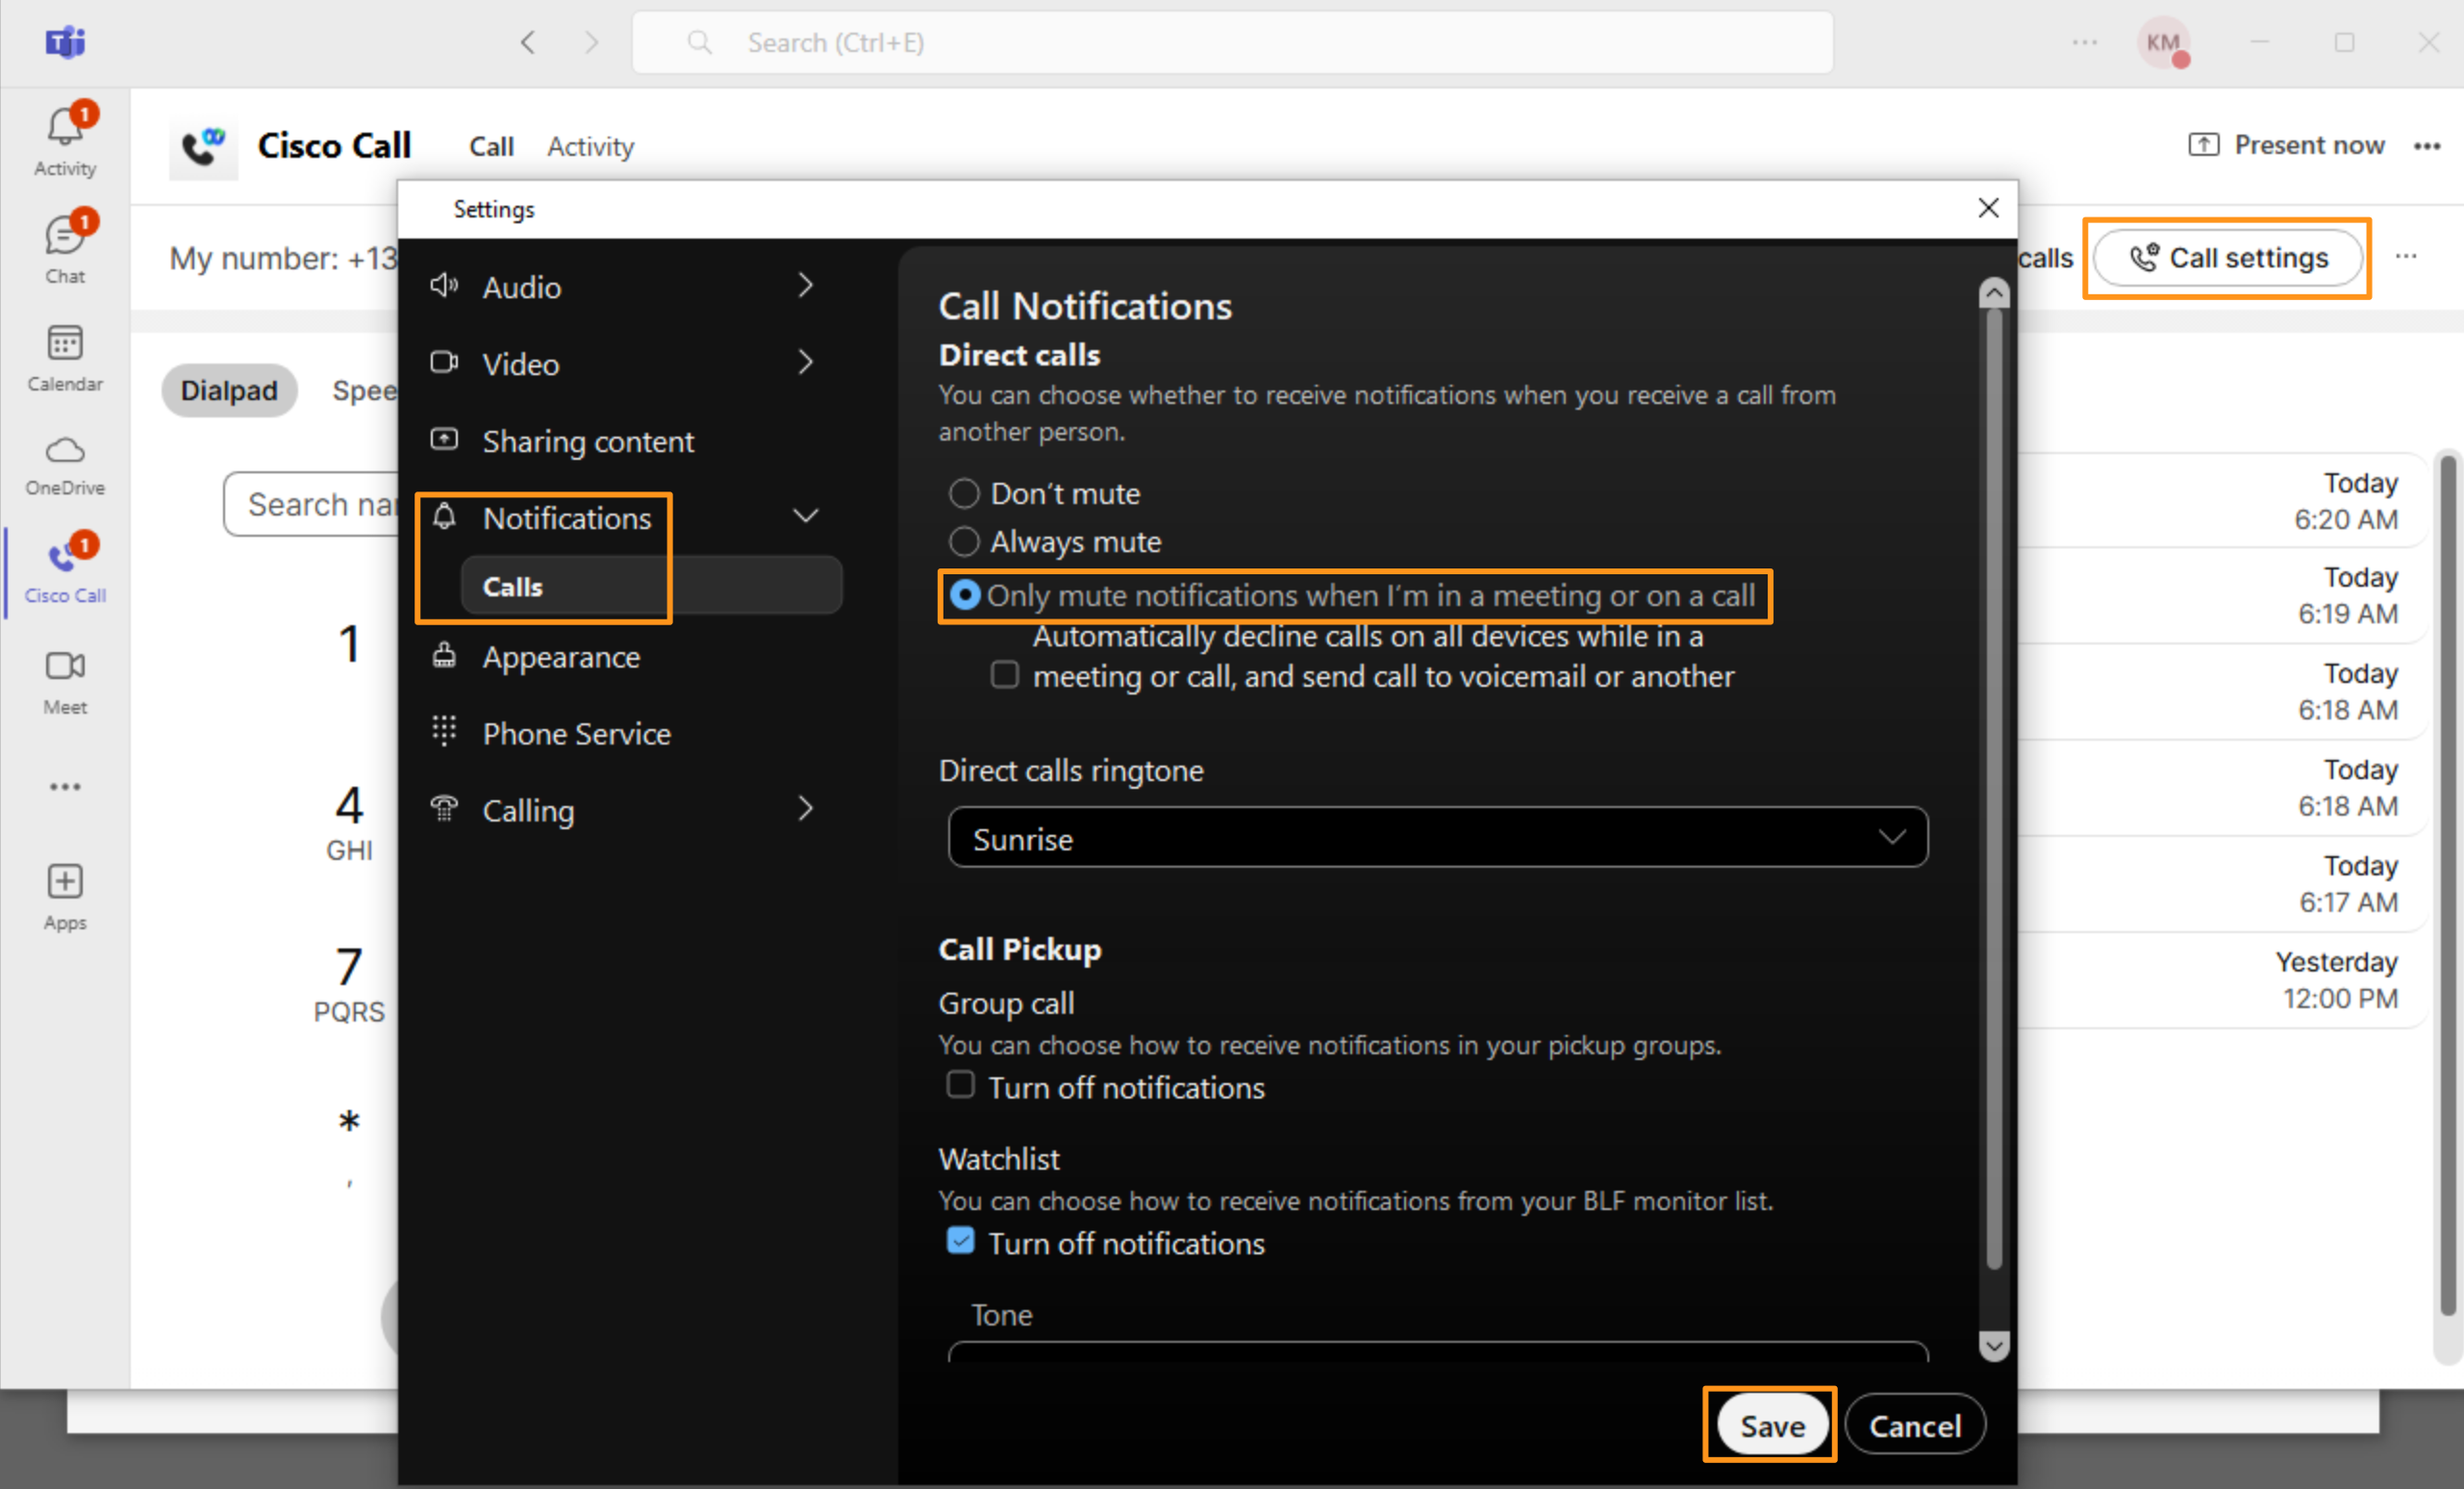 Search (Ctrl+E)
KM
1
Activity
1
Chat
Calendar
OneDrive
1
Cisco Call
Meet
Apps
Cisco Call
Call
Activity
Present now
My number: +13
calls
Call settings
Dialpad
Spee
Search nar
1
4
GHI
7
PQRS
*
,
Settings
Audio
Video
Sharing content
Notifications
Calls
Appearance
Phone Service
Calling
Call Notifications
Direct calls
You can choose whether to receive notifications when you receive a call from
another person.
Don't mute
Always mute
Only mute notifications when I'm in a meeting or on a call
Automatically decline calls on all devices while in a
meeting or call, and send call to voicemail or another
Direct calls ringtone
Sunrise
Call Pickup
Group call
You can choose how to receive notifications in your pickup groups.
Turn off notifications
Watchlist
You can choose how to receive notifications from your BLF monitor list.
Turn off notifications
Tone
Save
Cancel
Today
6:20 AM
Today
6:19 AM
Today
6:18 AM
Today
6:18 AM
Today
6:17 AM
Yesterday
12:00 PM